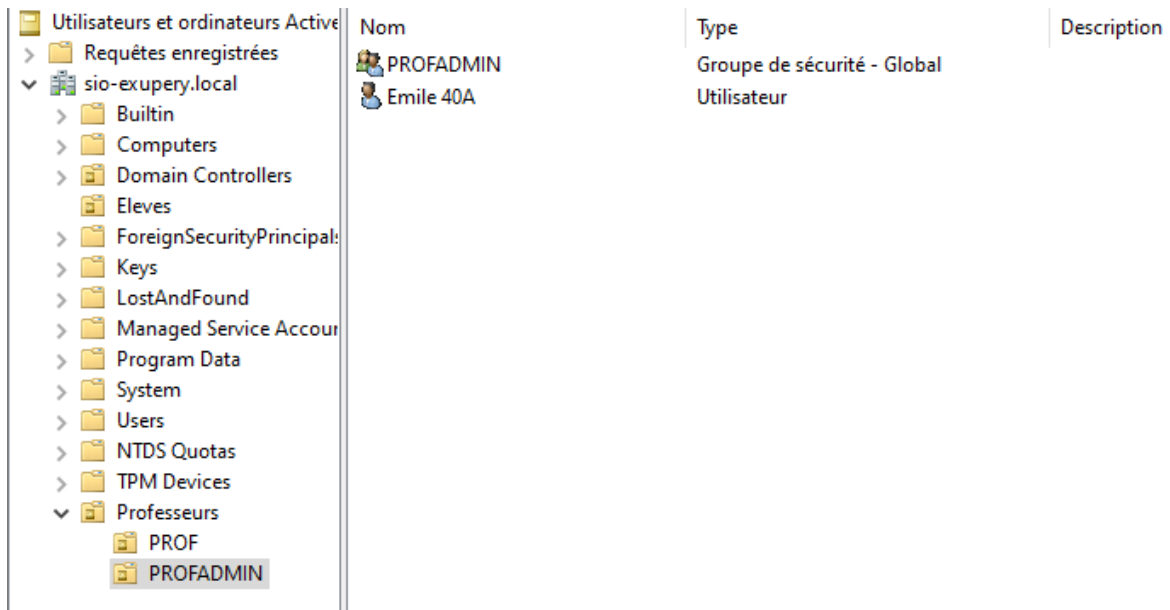 Utilisateurs et ordinateurs Active
Requêtes enregistrées
sio-exupery.local
Builtin
Computers
Domain Controllers
Eleves
ForeignSecurityPrincipals
Keys
LostAndFound
Managed Service Accour
Program Data
System
Users
NTDS Quotas
TPM Devices
Professeurs
PROF
PROFADMIN
Nom Type Description
PROFADMIN Groupe de sécurité - Global
Emile 40A Utilisateur